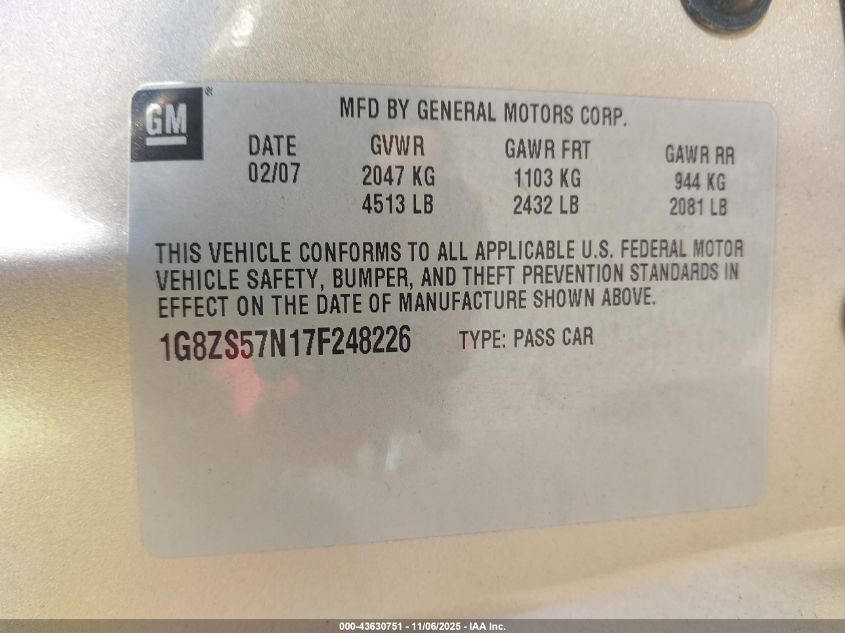 GM®
MFD BY GENERAL MOTORS CORP.
DATE GVWR GAWR FRT GAWR RR
02/07 2047 KG 1103 KG 944 KG
4513 LB 2432 LB 2081 LB
THIS VEHICLE CONFORMS TO ALL APPLICABLE U.S. FEDERAL MOTOR
VEHICLE SAFETY, BUMPER, AND THEFT PREVENTION STANDARDS IN
EFFECT ON THE DATE OF MANUFACTURE SHOWN ABOVE.
1G8ZS57N17F248226 TYPE: PASS CAR
000-43630751 - 11/06/2025 - IAA Inc.